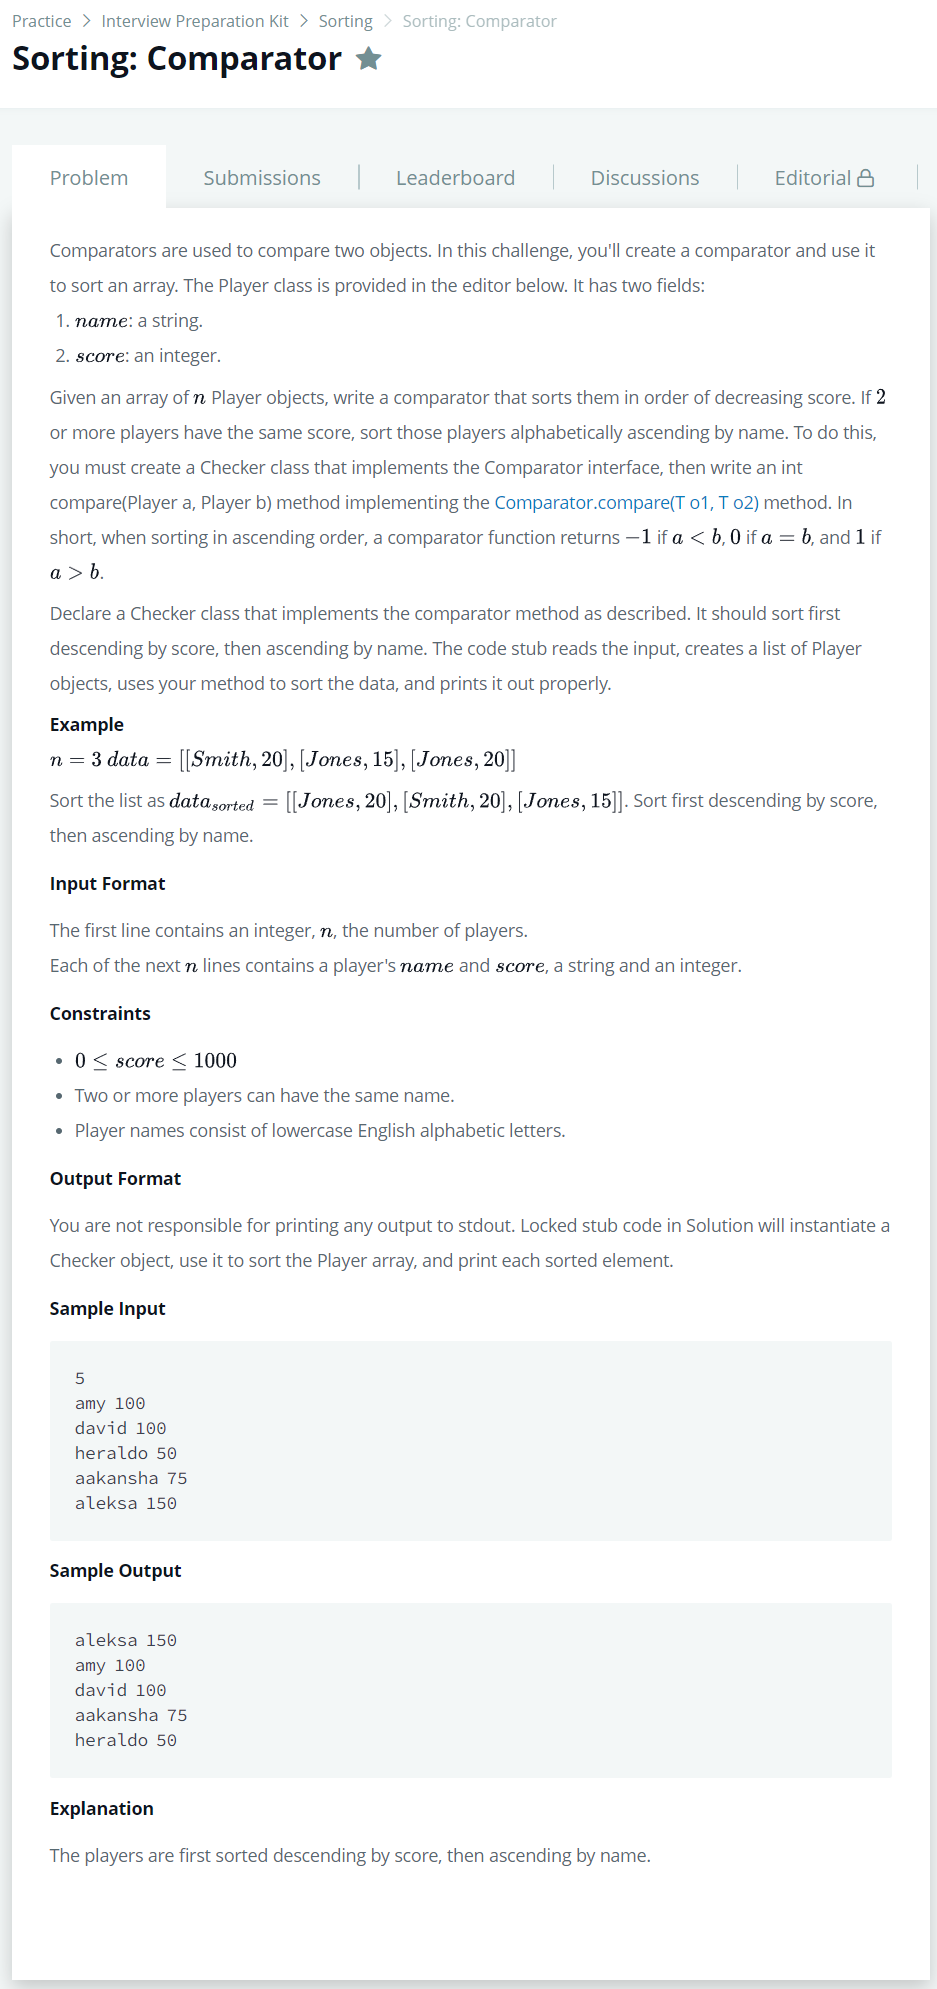 Practice > Interview Preparation Kit > Sorting > Sorting: Comparator
Sorting: Comparator ★
Problem
Submissions
Leaderboard
Discussions
Editorial
Comparators are used to compare two objects. In this challenge, you'll create a comparator and use it
to sort an array. The Player class is provided in the editor below. It has two fields:
1. name: a string.
2. score: an integer.
Given an array of n Player objects, write a comparator that sorts them in order of decreasing score. If 2
or more players have the same score, sort those players alphabetically ascending by name. To do this,
you must create a Checker class that implements the Comparator interface, then write an int
compare(Player a, Player b) method implementing the Comparator.compare(T o1, T o2) method. In
short, when sorting in ascending order, a comparator function returns −1 if a < b, 0 if a = b, and 1 if
a > b.
Declare a Checker class that implements the comparator method as described. It should sort first
descending by score, then ascending by name. The code stub reads the input, creates a list of Player
objects, uses your method to sort the data, and prints it out properly.
Example
n = 3 data = [[Smith, 20], [Jones, 15], [Jones, 20]]
Sort the list as data_sorted = [[Jones, 20], [Smith, 20], [Jones, 15]]. Sort first descending by score,
then ascending by name.
Input Format
The first line contains an integer, n, the number of players.
Each of the next n lines contains a player's name and score, a string and an integer.
Constraints
• 0 ≤ score ≤ 1000
• Two or more players can have the same name.
• Player names consist of lowercase English alphabetic letters.
Output Format
You are not responsible for printing any output to stdout. Locked stub code in Solution will instantiate a
Checker object, use it to sort the Player array, and print each sorted element.
Sample Input
5
amy 100
david 100
heraldo 50
aakansha 75
aleksa 150
Sample Output
aleksa 150
amy 100
david 100
aakansha 75
heraldo 50
Explanation
The players are first sorted descending by score, then ascending by name.